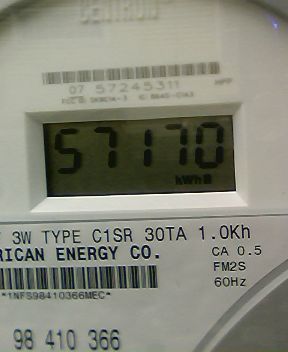 CENTRON
07 57245311
57170
kWh
3W TYPE C1SR 30TA 1.0Kh
RICAN ENERGY CO. CA 0.5
FM2S
*1NFS98410366MEC* 60Hz
98 410 366